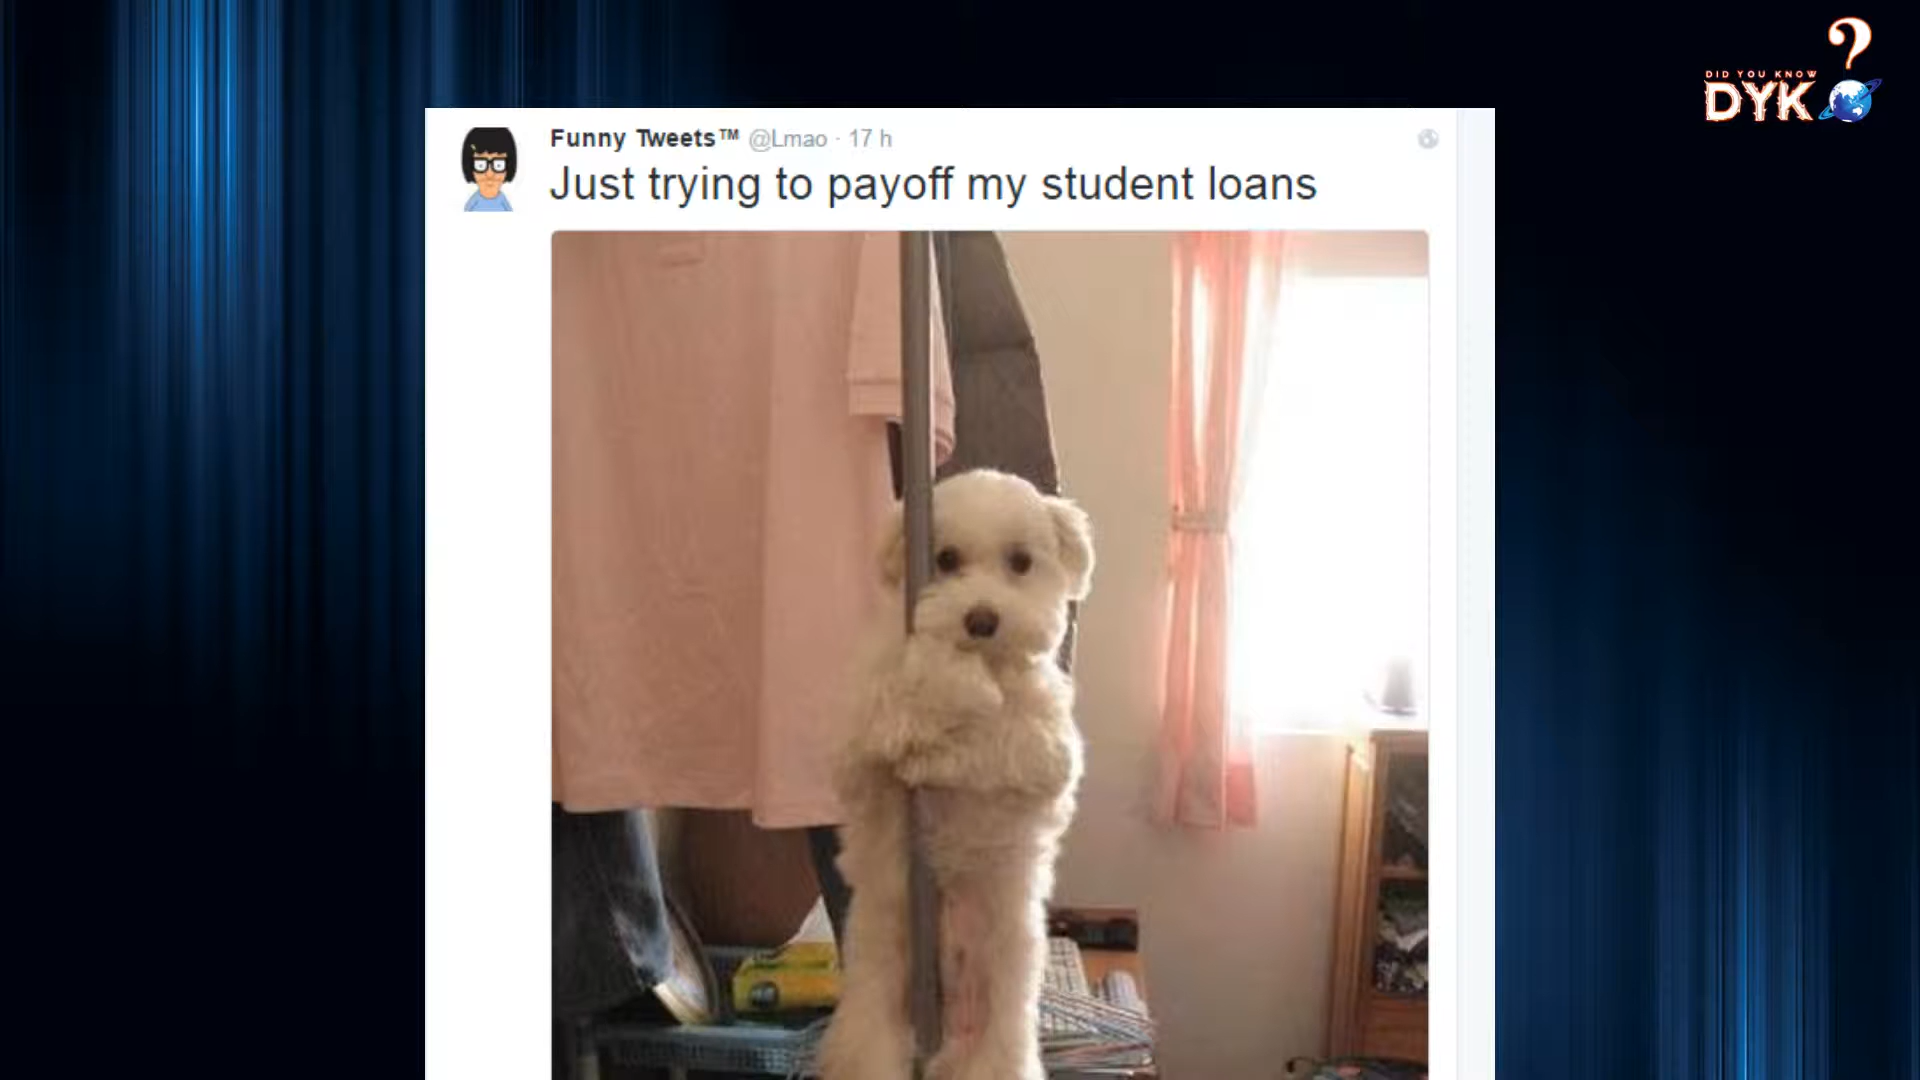 Funny Tweets™ @Lmao · 17 h
Just trying to payoff my student loans
?
DID YOU KNOW
DYK